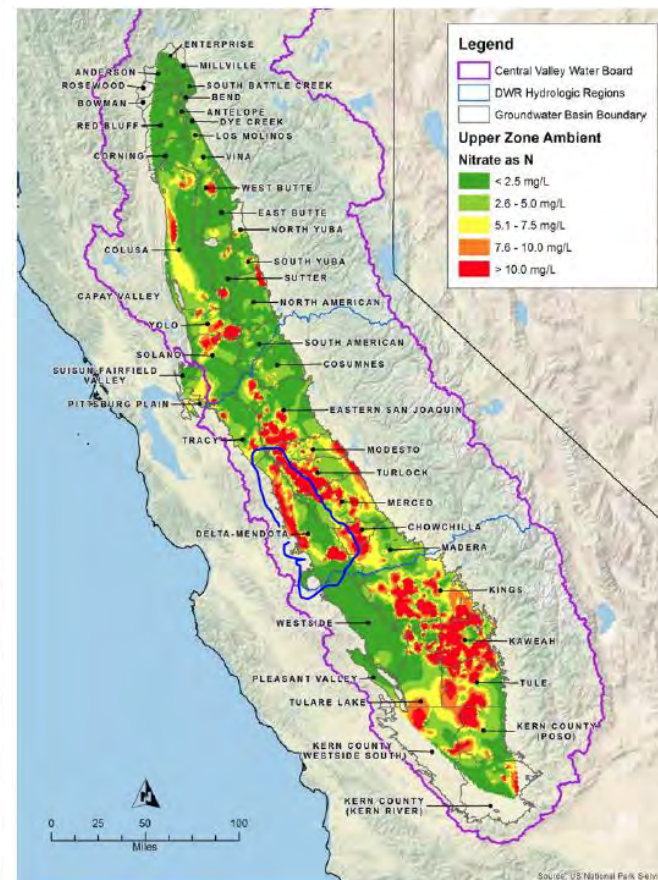 ENTERPRISE
MILLVILLE
ANDERSON
ROSEWOOD
SOUTH BATTLE CREEK
BEND
BOWMAN
ANTELOPE
DYE CREEK
RED BLUFF
LOS MOLINOS
CORNING
VINA
WEST BUTTE
EAST BUTTE
NORTH YUBA
COLUSA
SOUTH YUBA
SUTTER
CAPAY VALLEY
NORTH AMERICAN
YOLO
SOUTH AMERICAN
SOLANO
COSUMNES
SUISUN-FAIRFIELD
VALLEY
PITTSBURG PLAIN
EASTERN SAN JOAQUIN
TRACY
MODESTO
TURLOCK
MERCED
CHOWCHILLA
DELTA-MENDOTA
MADERA
KINGS
WESTSIDE
KAWEAH
PLEASANT VALLEY
TULE
TULARE LAKE
KERN COUNTY
(POSO)
KERN COUNTY
(WESTSIDE SOUTH)
KERN COUNTY
(KERN RIVER)
Legend
Central Valley Water Board
DWR Hydrologic Regions
Groundwater Basin Boundary
Upper Zone Ambient
Nitrate as N
< 2.5 mg/L
2.6 - 5.0 mg/L
5.1 - 7.5 mg/L
7.6 - 10.0 mg/L
> 10.0 mg/L
N
0 25 50 100
Miles
Source: US National Park Servi